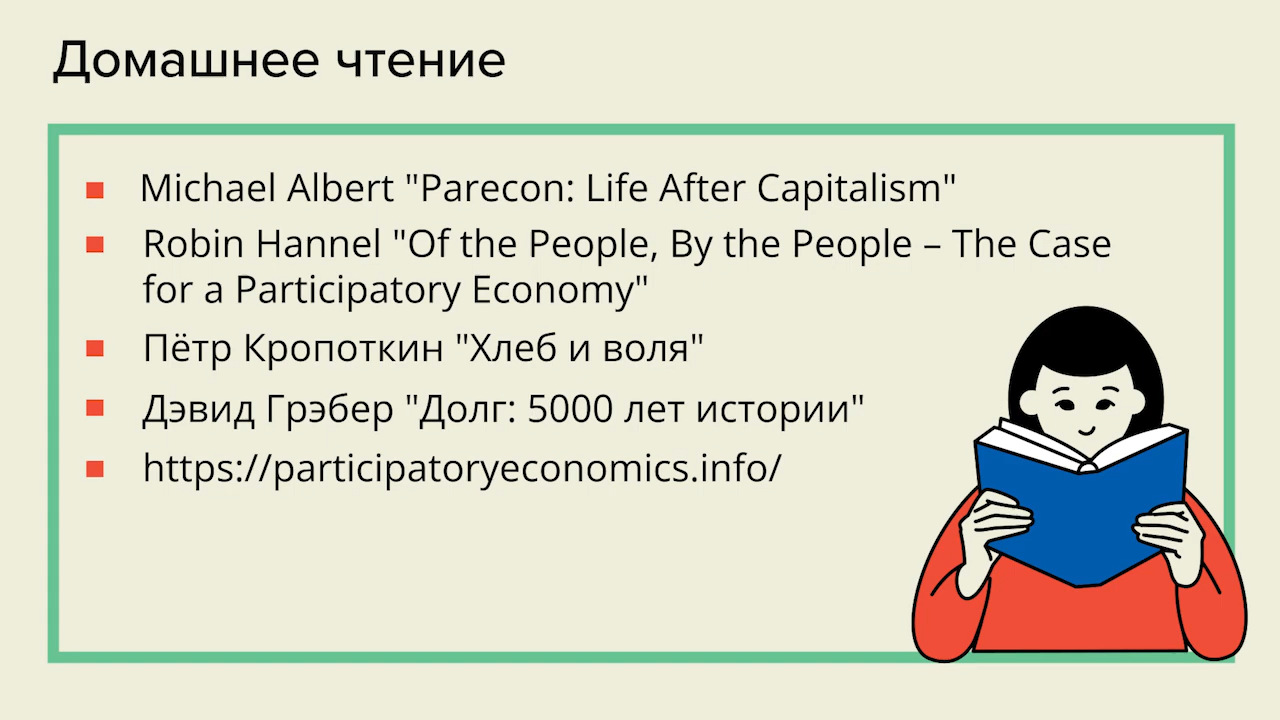 Домашнее чтение
Michael Albert "Parecon: Life After Capitalism"
Robin Hannel "Of the People, By the People – The Case
for a Participatory Economy"
Пётр Кропоткин "Хлеб и воля"
Дэвид Грэбер "Долг: 5000 лет истории"
https://participatoryeconomics.info/